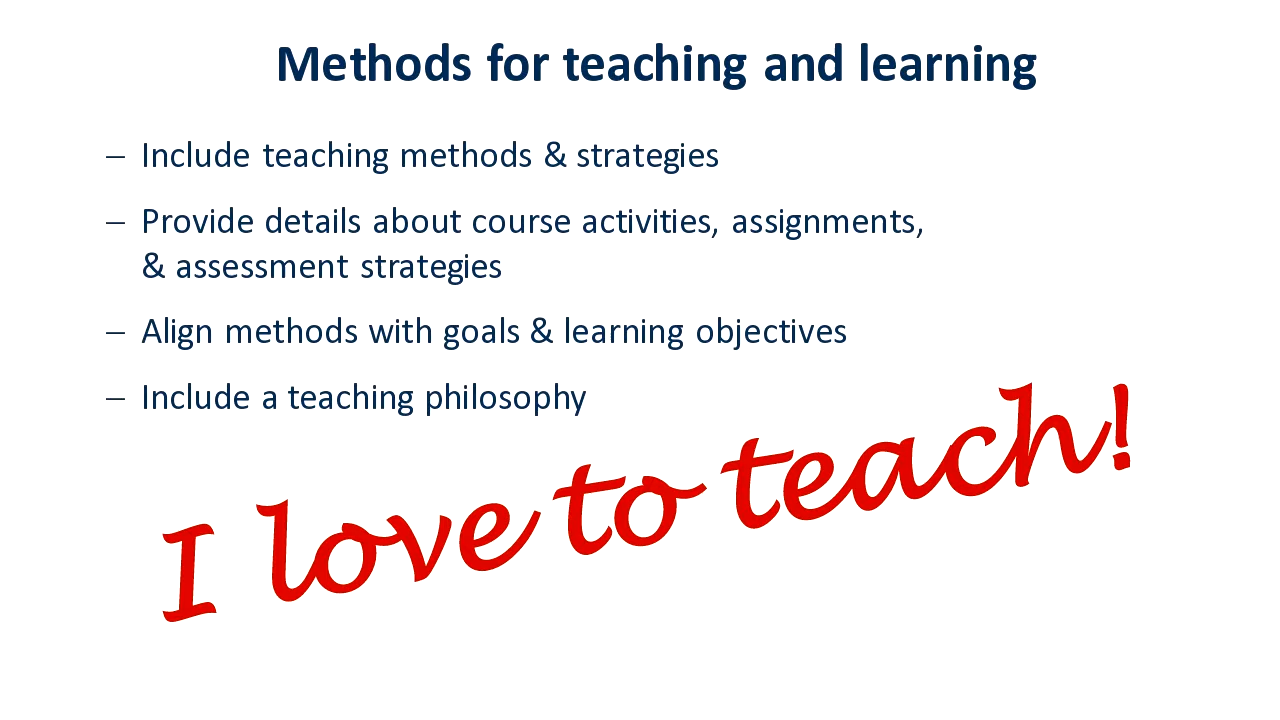 Methods for teaching and learning
– Include teaching methods & strategies
– Provide details about course activities, assignments,
& assessment strategies
– Align methods with goals & learning objectives
– Include a teaching philosophy
I love to teach!